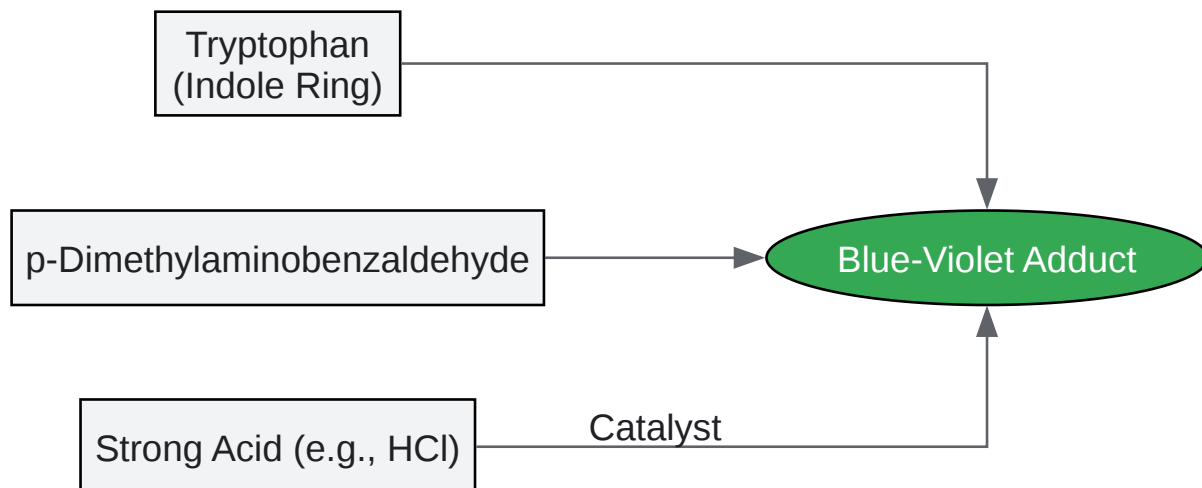 Tryptophan
(Indole Ring)
p-Dimethylaminobenzaldehyde
Blue-Violet Adduct
Catalyst
Strong Acid (e.g., HCl)